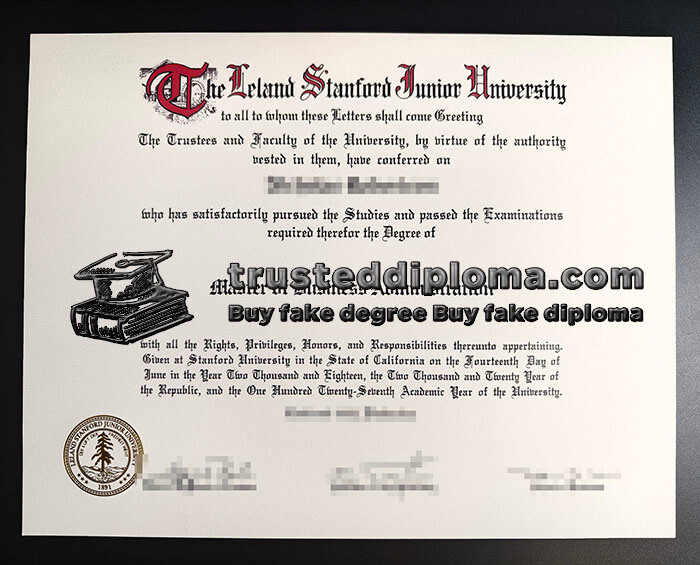 The Leland Stanford Junior University
to all to whom these Letters shall come Greeting
The Trustees and Faculty of the University, by virtue of the authority
vested in them, have conferred on
who has satisfactorily pursued the Studies and passed the Examinations
required therefor the Degree of
trusteddiploma.com
Master of Business Administration
Buy fake degree Buy fake diploma
with all the Rights, Privileges, Honors, and Responsibilities thereunto appertaining.
Given at Stanford University in the State of California on the Fourteenth Day of
June in the Year Two Thousand and Eighteen, the Two Thousand and Twenty Year of
the Republic, and the One Hundred Twenty-Seventh Academic Year of the University.
LELAND STANFORD JUNIOR UNIVERSITY
1891